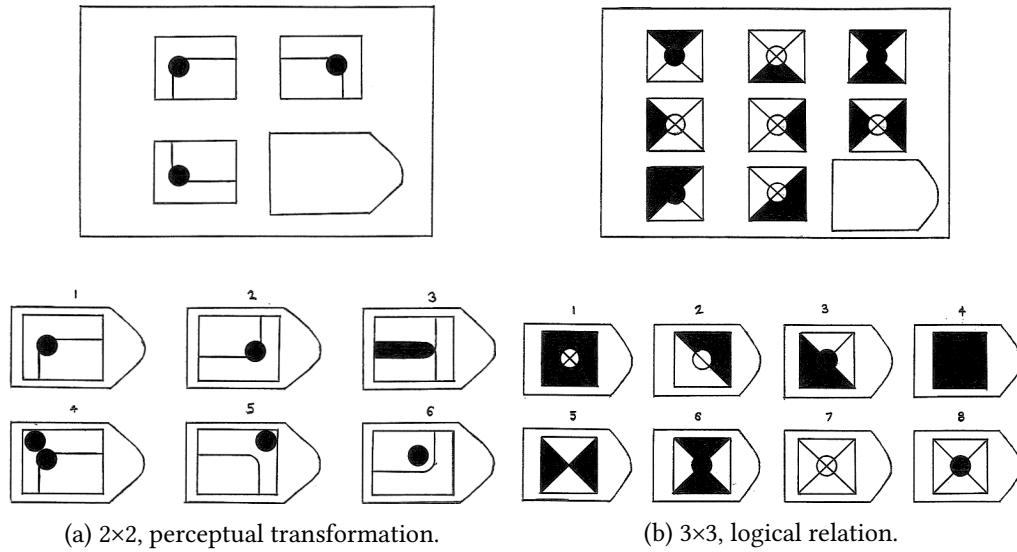 1 2 3
4 5 6
1 2 3 4
5 6 7 8
(a) 2×2, perceptual transformation.
(b) 3×3, logical relation.